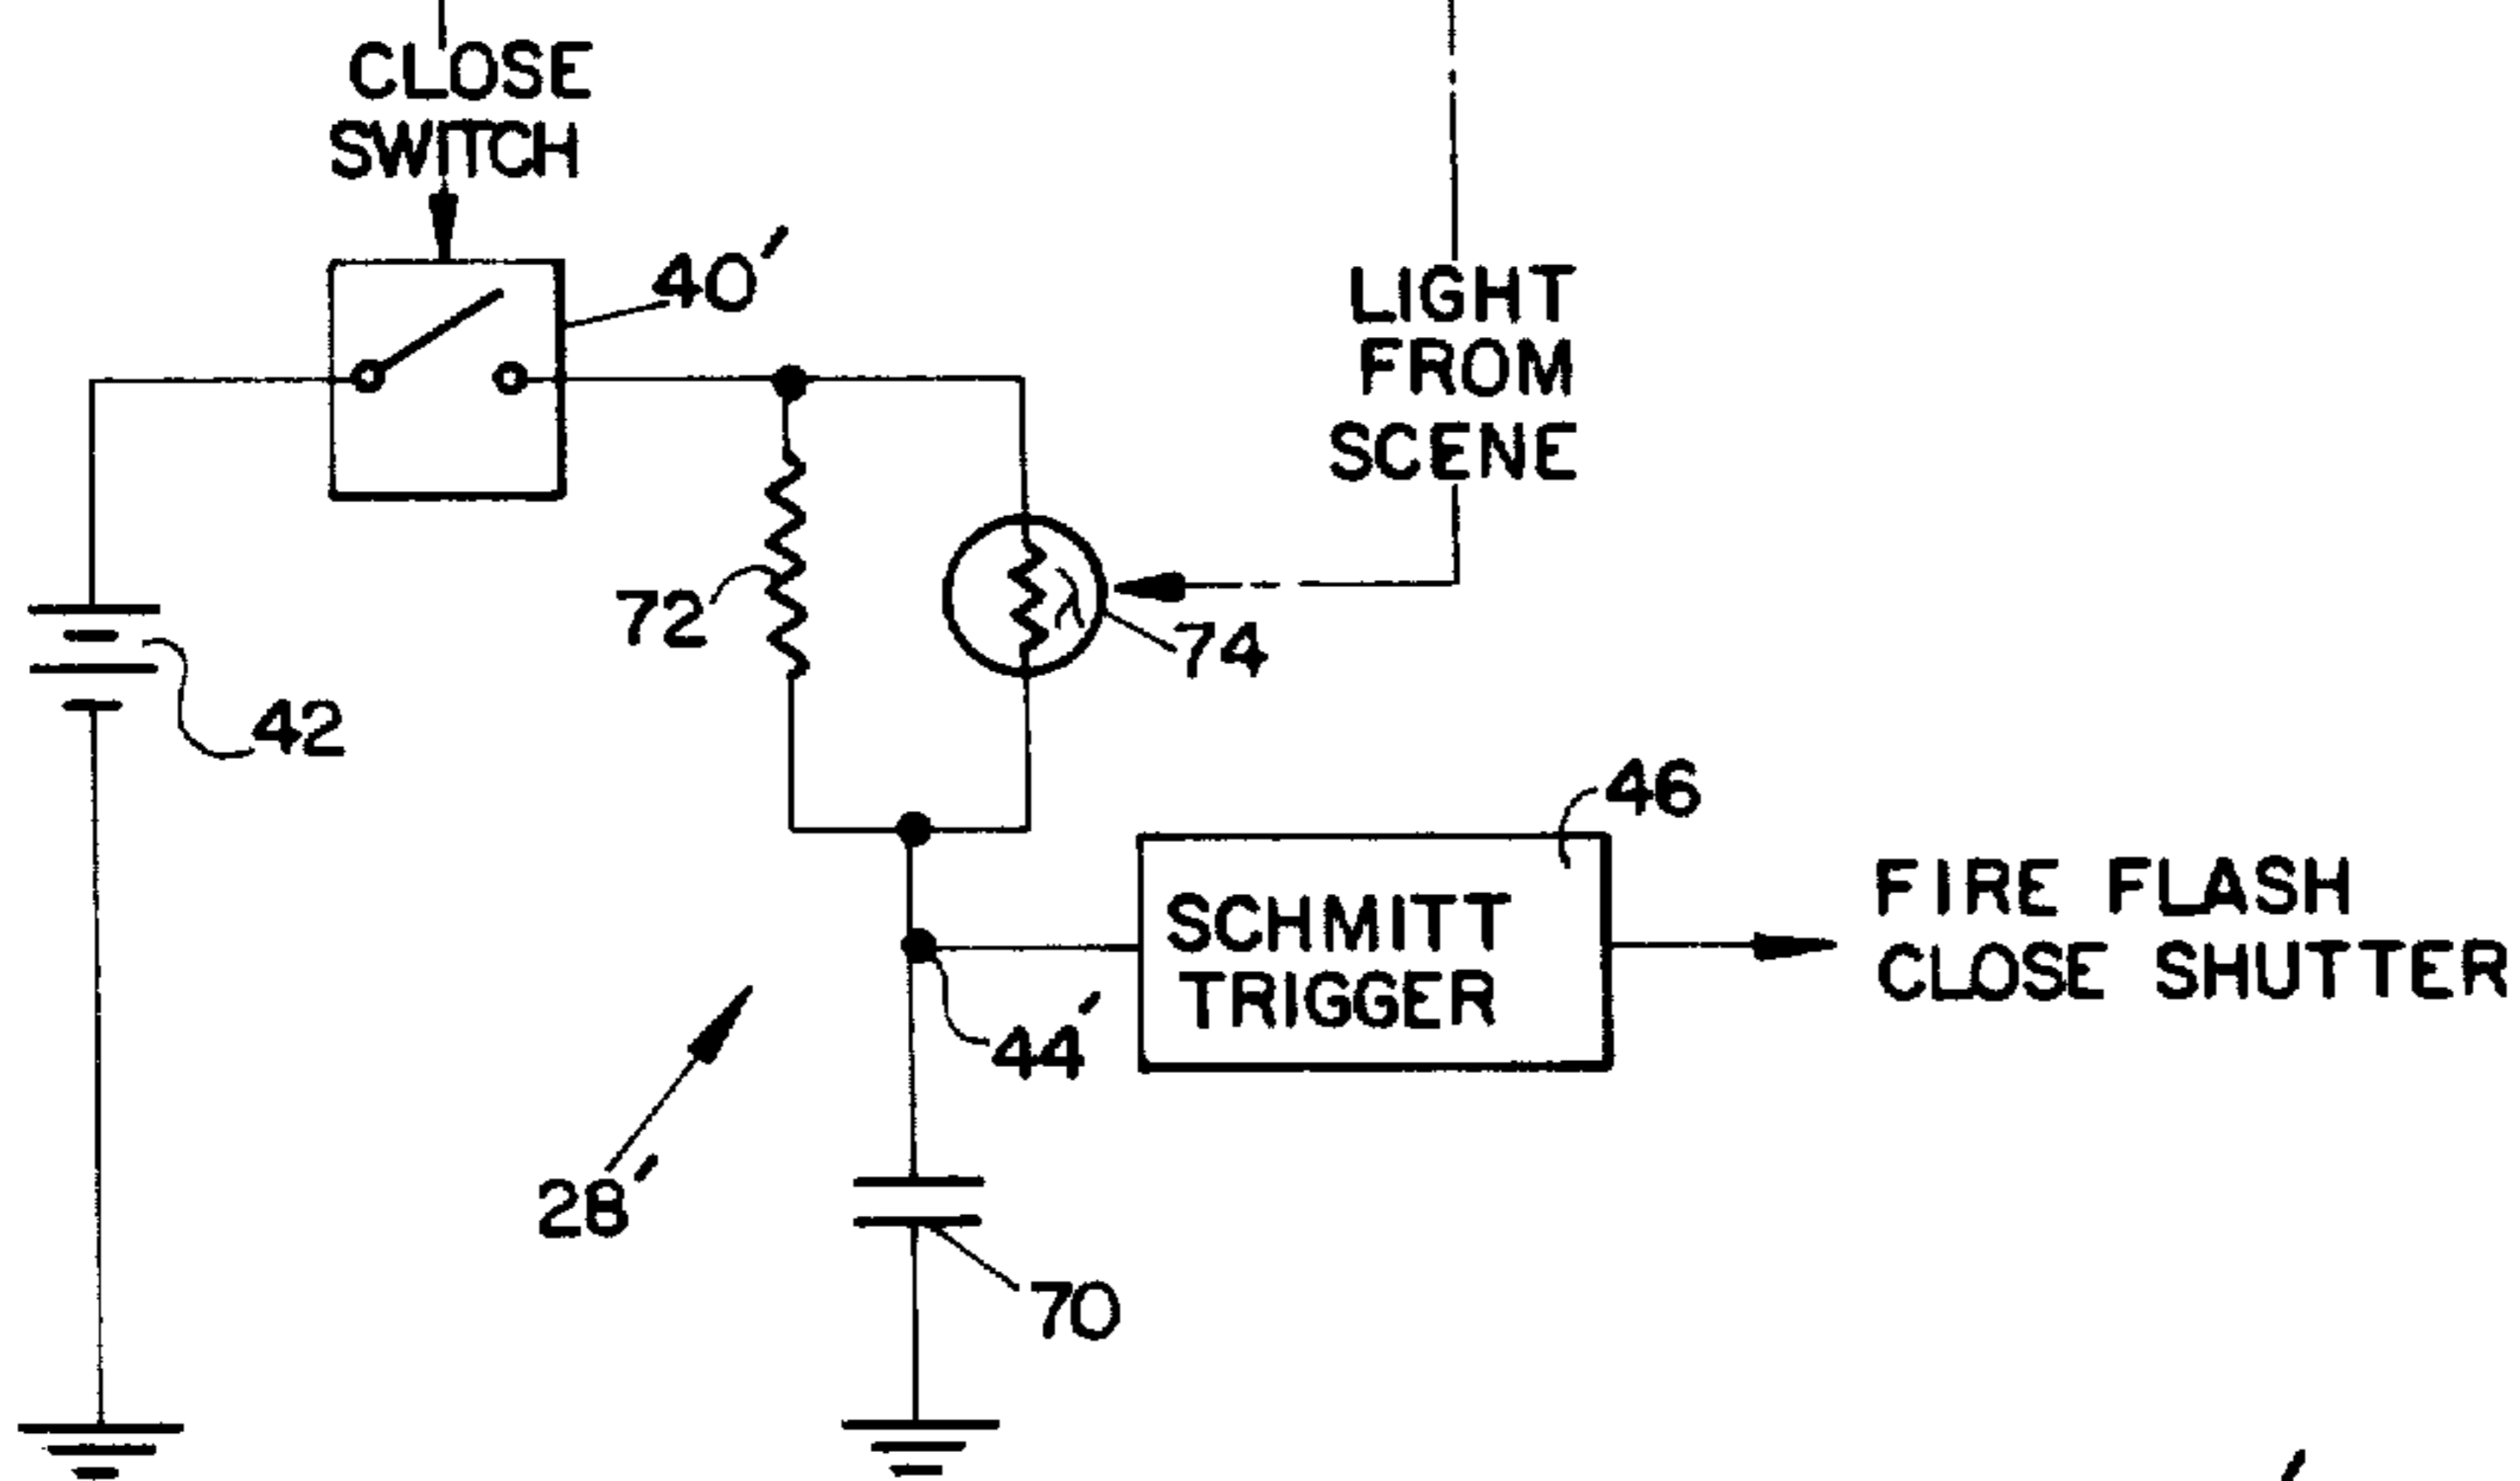 CLOSE
SWITCH
40'
LIGHT
FROM
SCENE
72
74
42
46
SCHMITT
TRIGGER
FIRE FLASH
CLOSE SHUTTER
44'
28'
70
λ